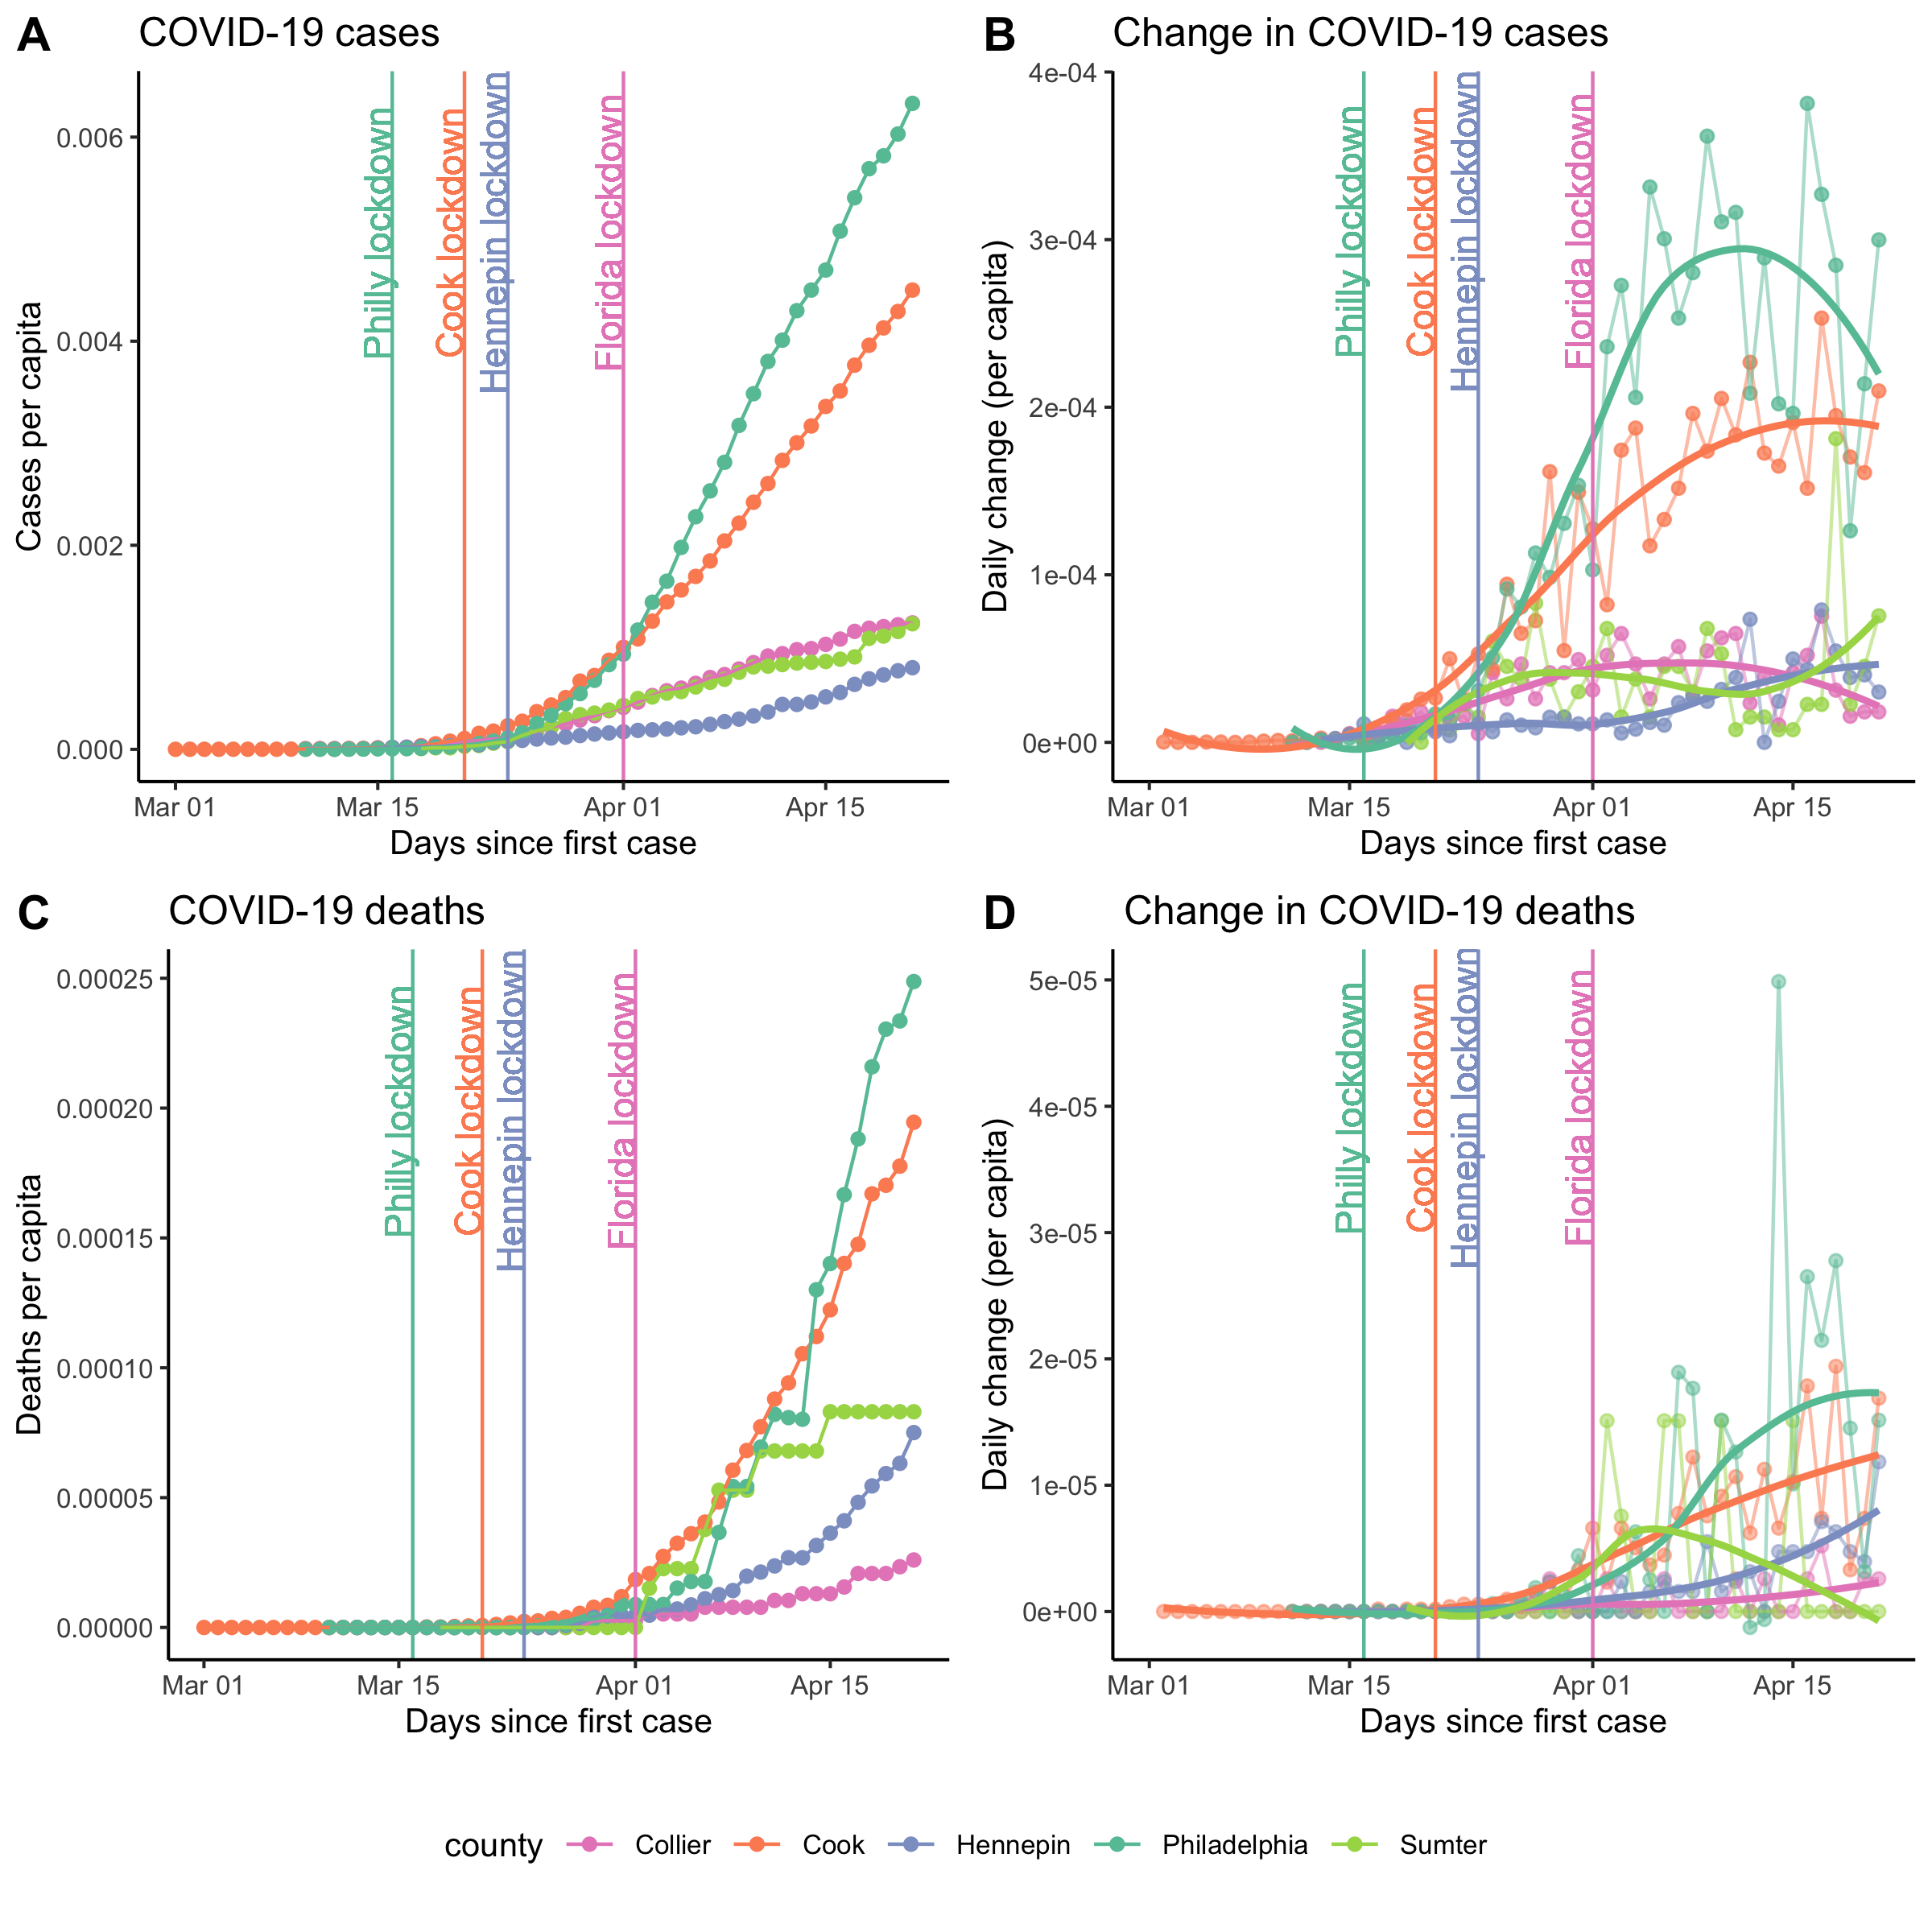 A
COVID-19 cases
Cases per capita
0.006
0.004
0.002
0.000
Philly lockdown
Cook lockdown
Hennepin lockdown
Florida lockdown
Mar 01
Mar 15
Apr 01
Apr 15
Days since first case
B
Change in COVID-19 cases
Daily change (per capita)
4e-04
3e-04
2e-04
1e-04
0e+00
Philly lockdown
Cook lockdown
Hennepin lockdown
Florida lockdown
Mar 01
Mar 15
Apr 01
Apr 15
Days since first case
C
COVID-19 deaths
Deaths per capita
0.00025
0.00020
0.00015
0.00010
0.00005
0.00000
Philly lockdown
Cook lockdown
Hennepin lockdown
Florida lockdown
Mar 01
Mar 15
Apr 01
Apr 15
Days since first case
D
Change in COVID-19 deaths
Daily change (per capita)
5e-05
4e-05
3e-05
2e-05
1e-05
0e+00
Philly lockdown
Cook lockdown
Hennepin lockdown
Florida lockdown
Mar 01
Mar 15
Apr 01
Apr 15
Days since first case
county Collier Cook Hennepin Philadelphia Sumter